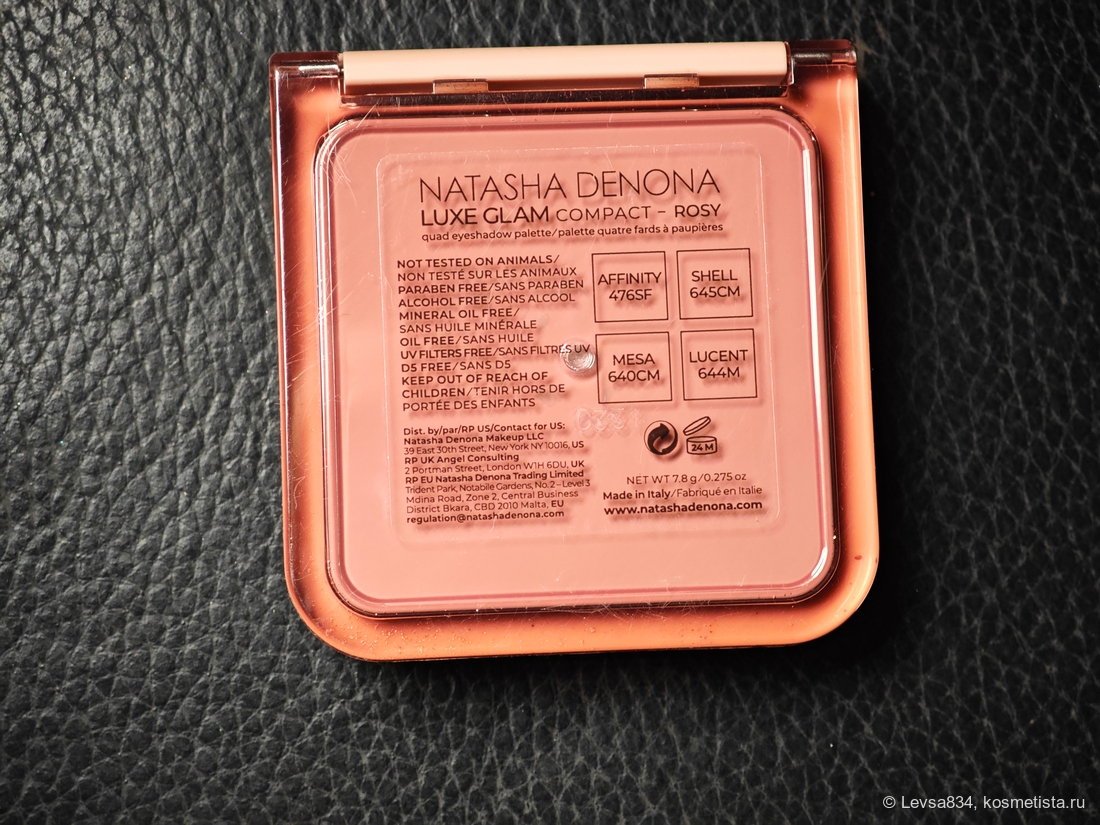 NATASHA DENONA
LUXE GLAM COMPACT – ROSY
quad eyeshadow palette/palette quatre fards à paupières
NOT TESTED ON ANIMALS/
NON TESTÉ SUR LES ANIMAUX
PARABEN FREE/SANS PARABEN
ALCOHOL FREE/SANS ALCOOL
MINERAL OIL FREE/
SANS HUILE MINÉRALE
OIL FREE/SANS HUILE
UV FILTERS FREE/SANS FILTRES UV
D5 FREE/SANS D5
KEEP OUT OF REACH OF
CHILDREN/TENIR HORS DE
PORTÉE DES ENFANTS
AFFINITY
476SF
SHELL
645CM
MESA
640CM
LUCENT
644M
Dist. by/par/RP US/Contact for US:
Natasha Denona Makeup LLC
39 East 30th Street, New York NY 10016, US
RP UK Angel Consulting
2 Portman Street, London W1H 6DU, UK
RP EU Natasha Denona Trading Limited
Trident Park, Notabile Gardens, No. 2 – Level 3
Mdina Road, Zone 2, Central Business
District Bkara, CBD 2010 Malta, EU
regulation@natashadenona.com
24 M
NET WT 7.8 g/0.275 oz
Made in Italy/Fabriqué en Italie
www.natashadenona.com
© Levsa834, kosmetista.ru